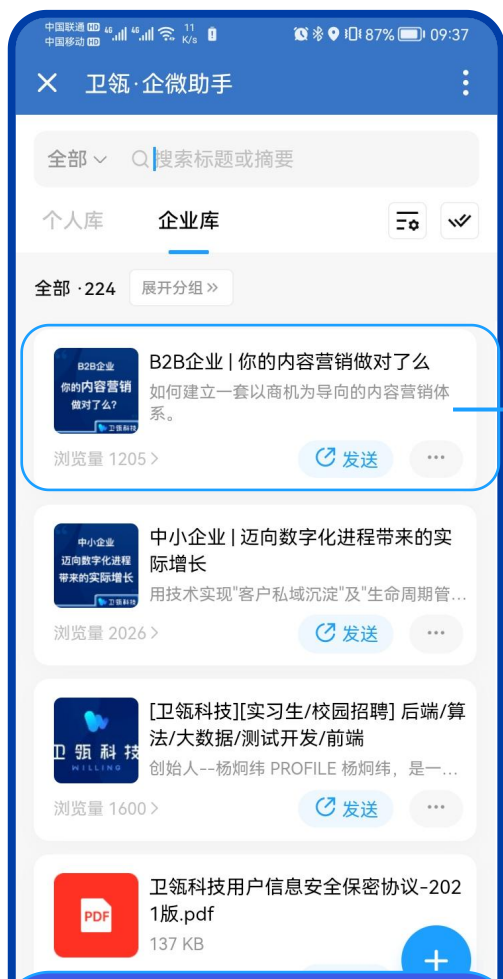 中国联通 HD 46 46 11 K/s 87% 09:37
中国移动 HD
卫瓴·企微助手
全部 搜索标题或摘要
个人库 企业库
全部 ·224 展开分组
B2B企业
你的内容营销
做对了么?
卫瓴科技
B2B企业 | 你的内容营销做对了么
如何建立一套以商机为导向的内容营销体
系。
浏览量 1205 发送
中小企业
迈向数字化进程
带来的实际增长
卫瓴科技
中小企业 | 迈向数字化进程带来的实
际增长
用技术实现"客户私域沉淀"及"生命周期管...
浏览量 2026 发送
卫瓴科技
WILLING
[卫瓴科技][实习生/校园招聘] 后端/算
法/大数据/测试开发/前端
创始人--杨炯纬 PROFILE 杨炯纬，是一...
浏览量 1600 发送
PDF
卫瓴科技用户信息安全保密协议-202
1版.pdf
137 KB